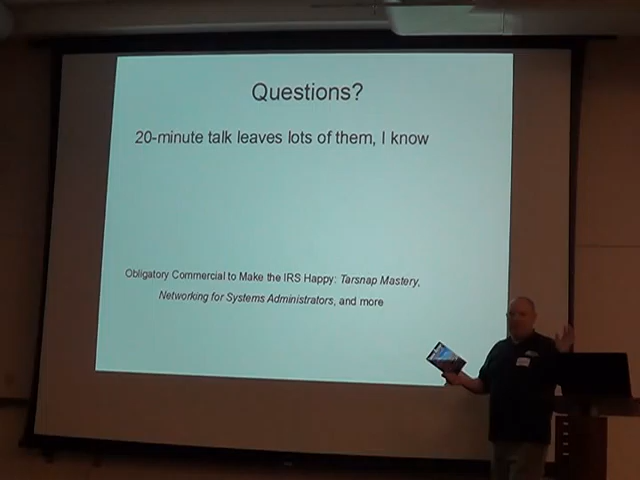 Questions?
20-minute talk leaves lots of them, I know
Obligatory Commercial to Make the IRS Happy: Tarsnap Mastery,
Networking for Systems Administrators, and more